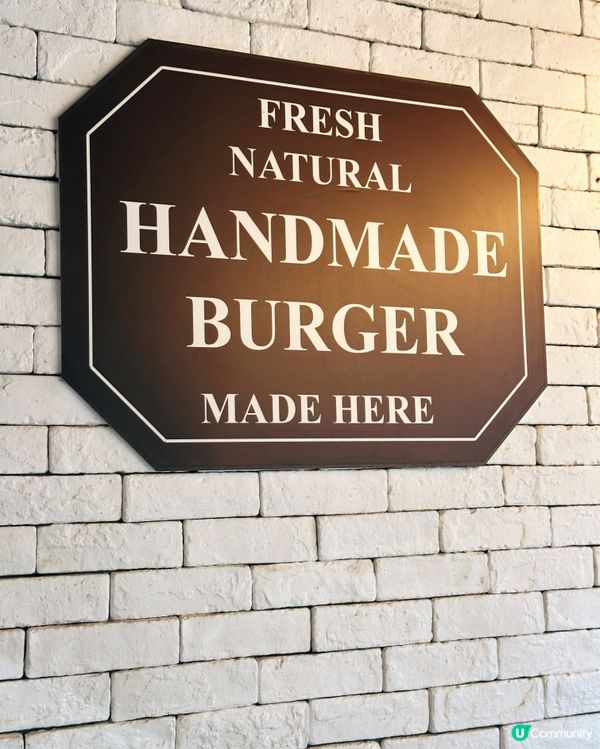 FRESH
NATURAL
HANDMADE
BURGER
MADE HERE
U Community